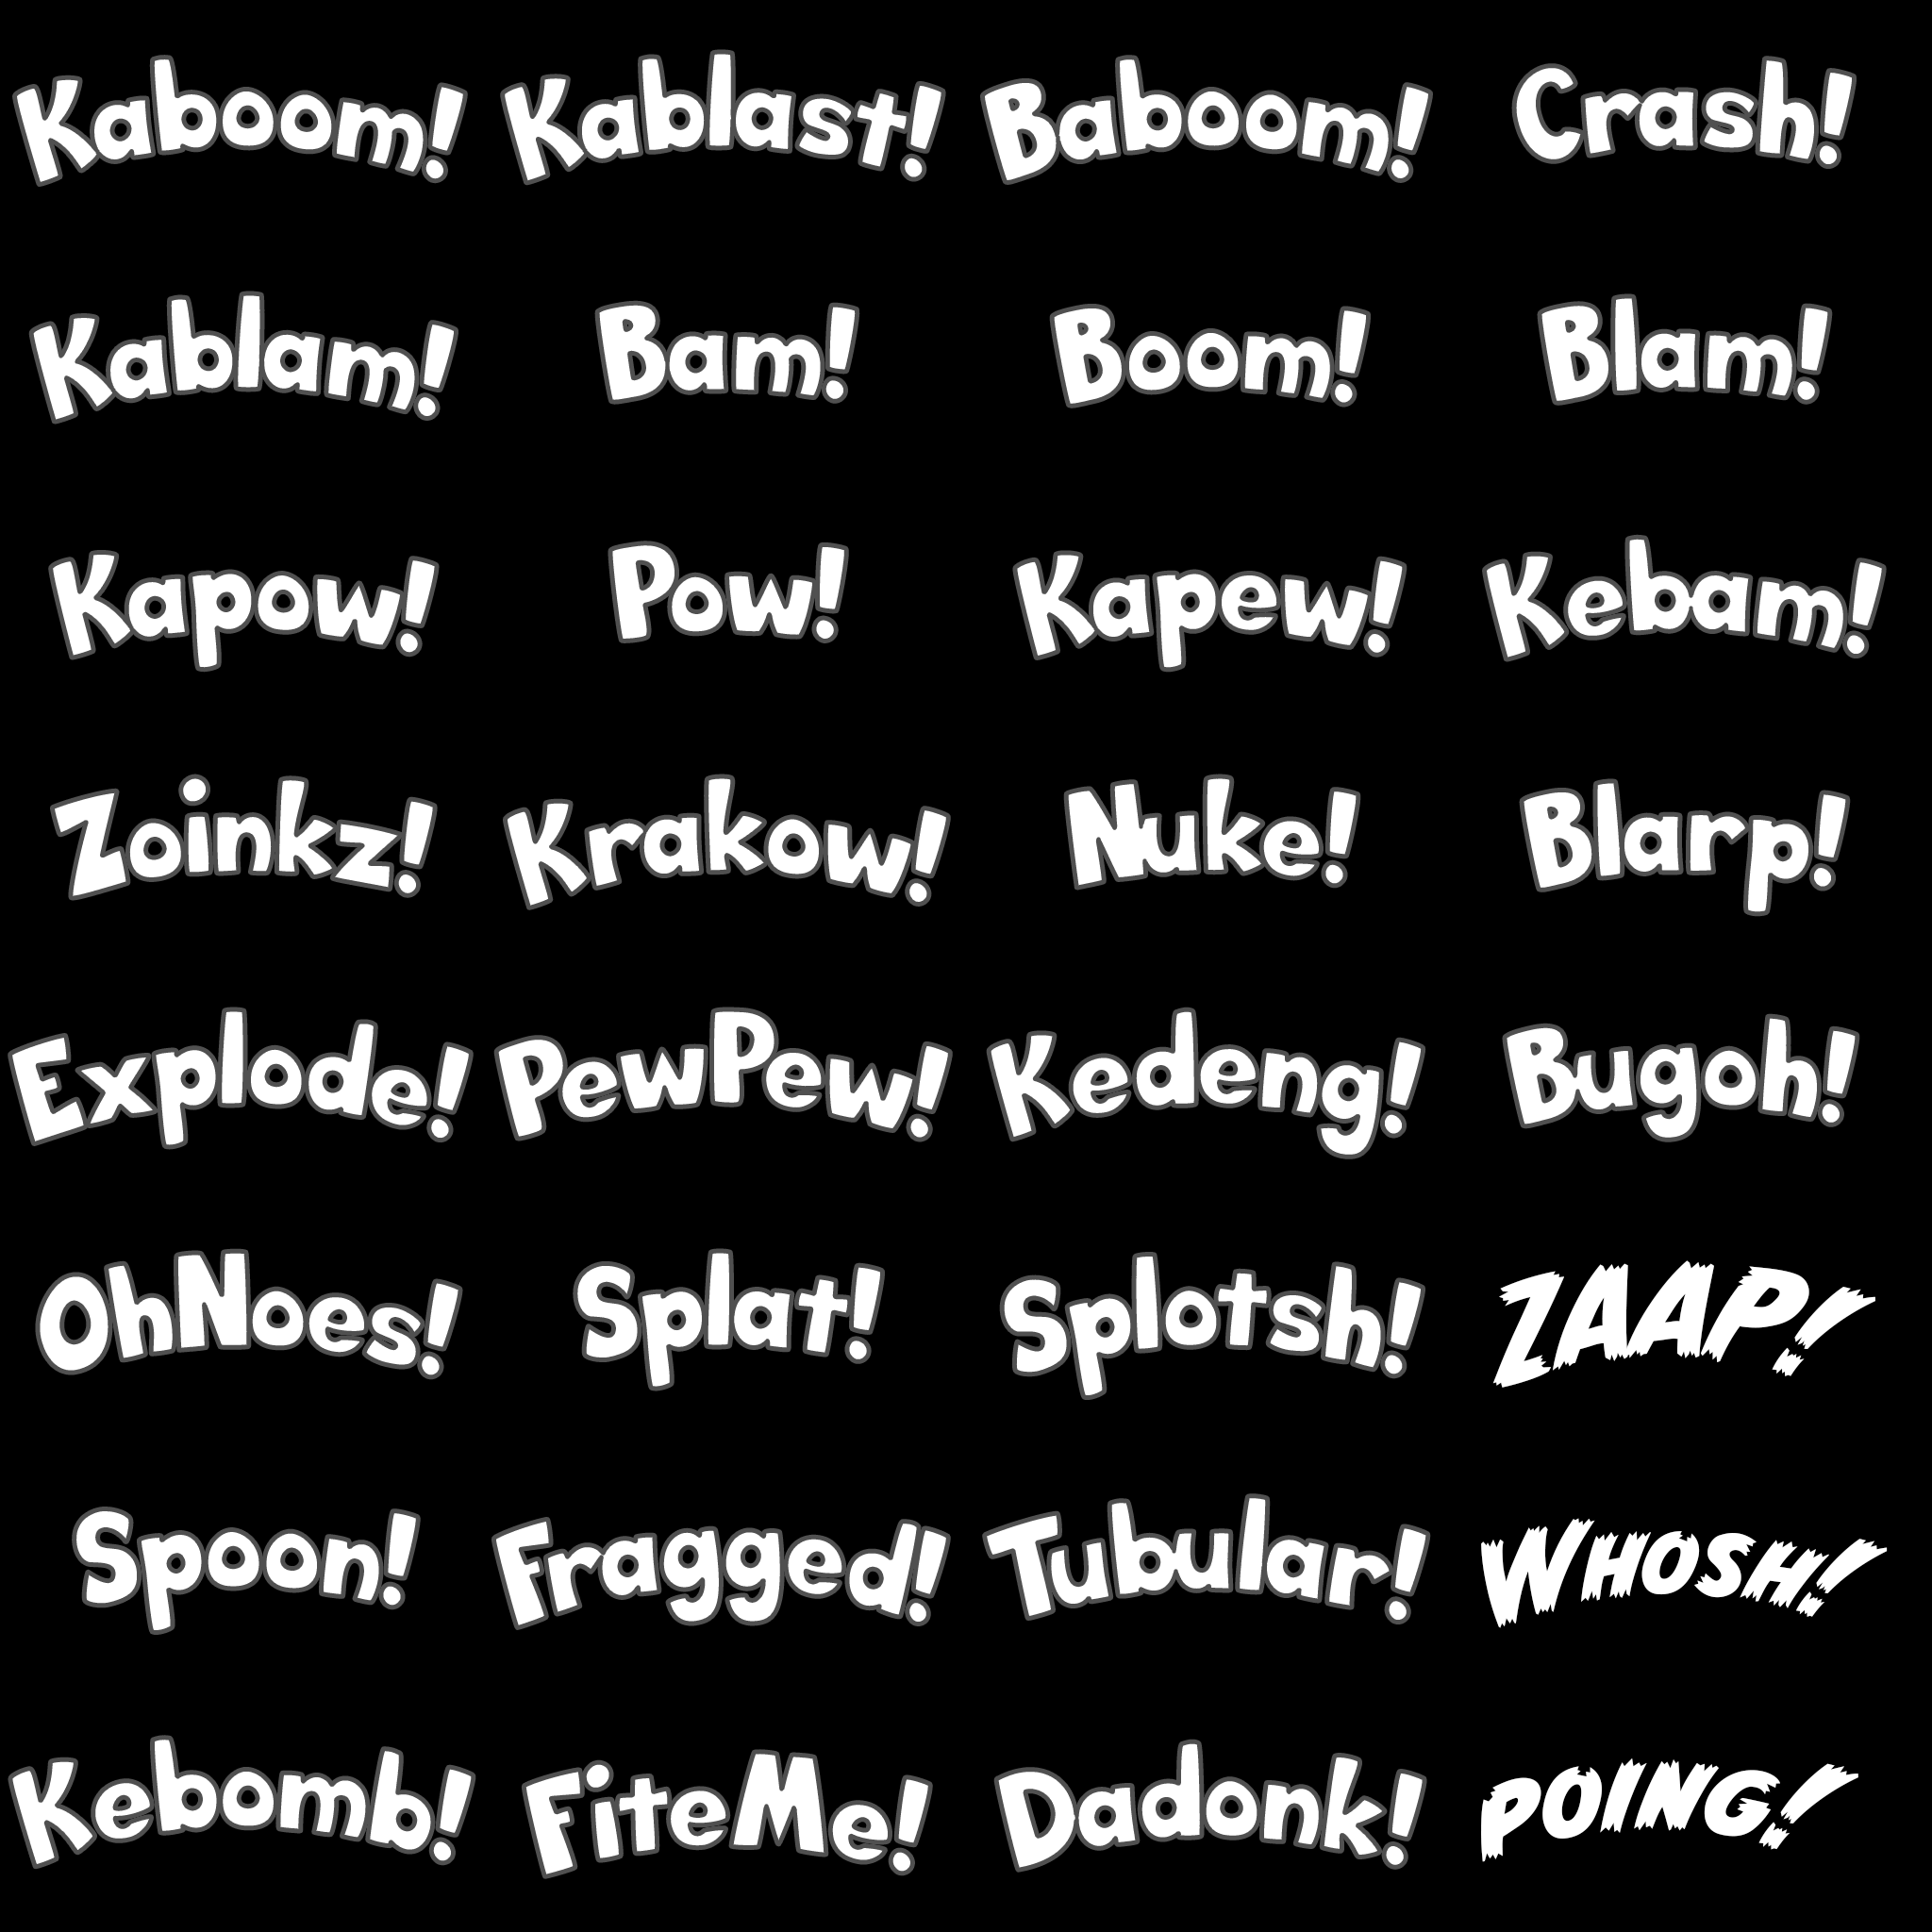 Kaboom! Kablast! Baboom! Crash!
Kablam! Bam! Boom! Blam!
Kapow! Pow! Kapew! Kebam!
Zoinkz! Krakow! Nuke! Blarp!
Explode! PewPew! Kedeng! Bugoh!
OhNoes! Splat! Splotsh! ZAAP!
Spoon! Fragged! Tubular! WHOSH!
Kebomb! FiteMe! Dadonk! POING!